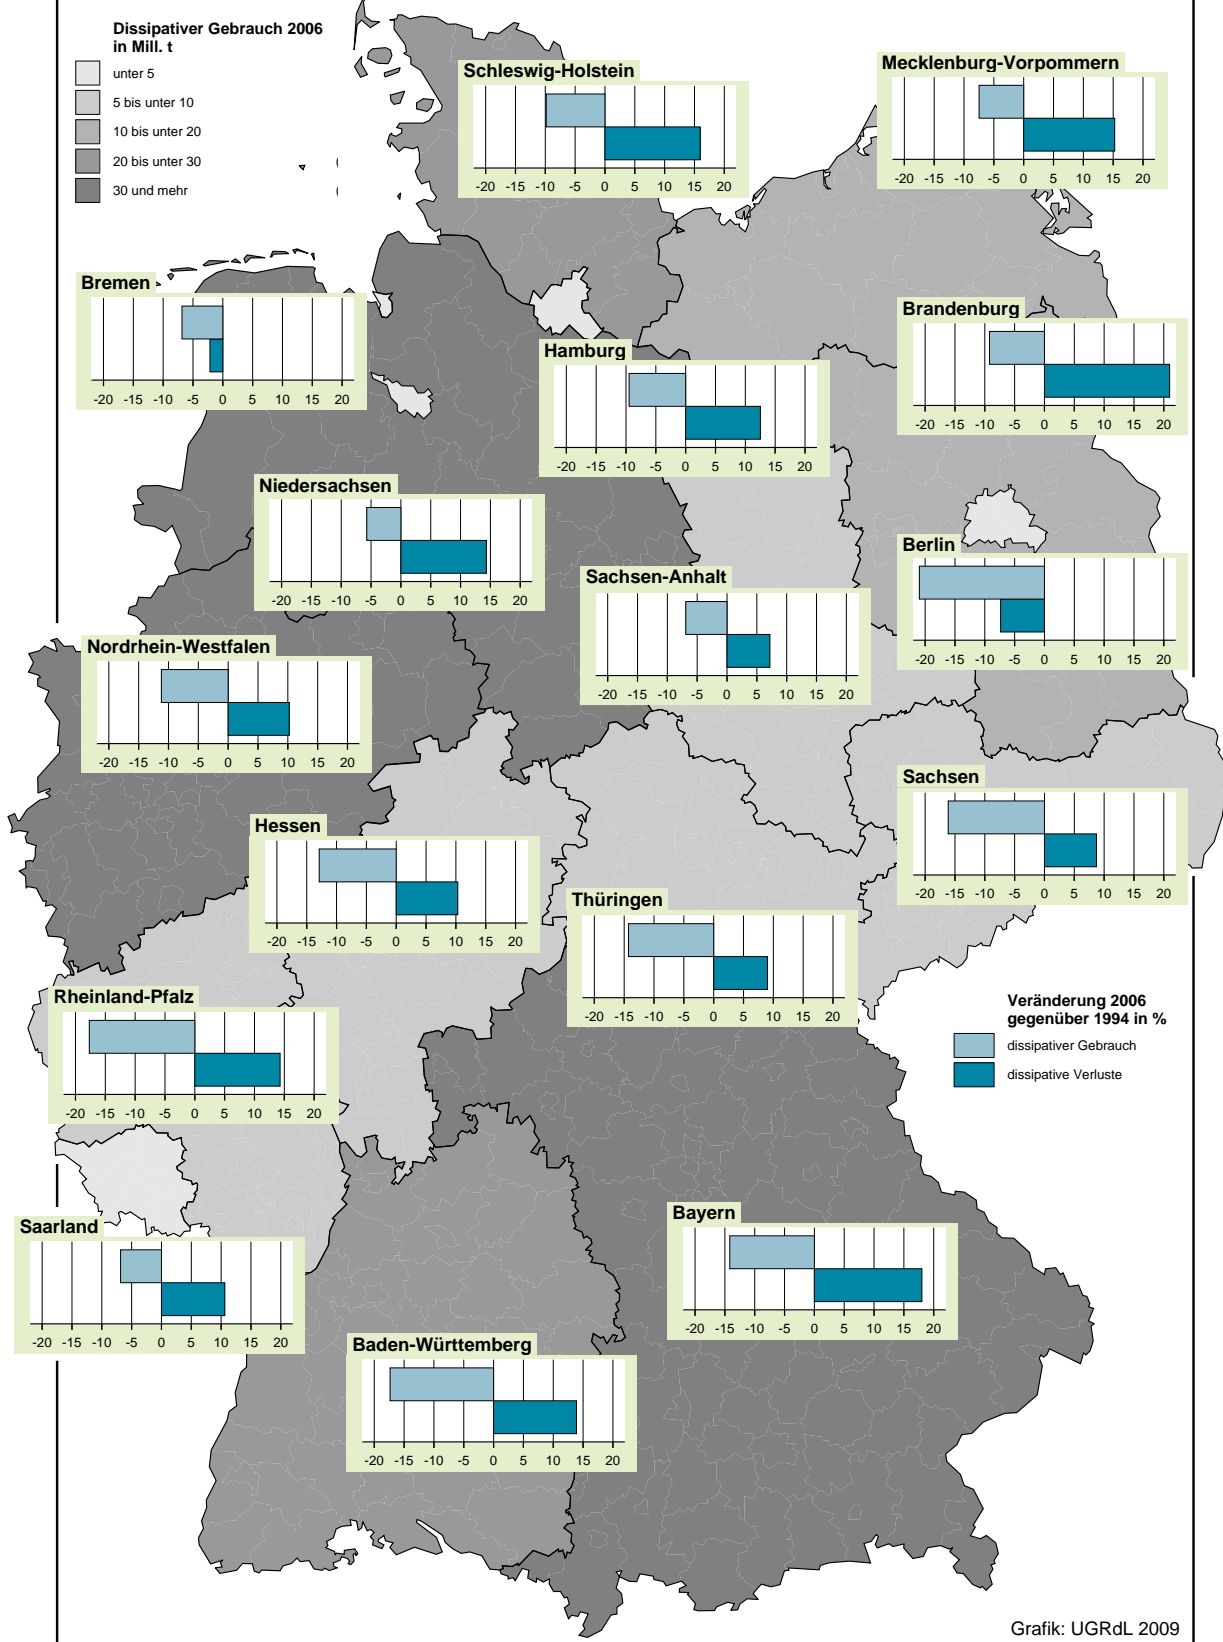 Dissipativer Gebrauch 2006
in Mill. t
unter 5
5 bis unter 10
10 bis unter 20
20 bis unter 30
30 und mehr
Schleswig-Holstein
-20 -15 -10 -5 0 5 10 15 20
Mecklenburg-Vorpommern
-20 -15 -10 -5 0 5 10 15 20
Bremen
-20 -15 -10 -5 0 5 10 15 20
Brandenburg
-20 -15 -10 -5 0 5 10 15 20
Hamburg
-20 -15 -10 -5 0 5 10 15 20
Niedersachsen
-20 -15 -10 -5 0 5 10 15 20
Berlin
-20 -15 -10 -5 0 5 10 15 20
Sachsen-Anhalt
-20 -15 -10 -5 0 5 10 15 20
Nordrhein-Westfalen
-20 -15 -10 -5 0 5 10 15 20
Sachsen
-20 -15 -10 -5 0 5 10 15 20
Hessen
-20 -15 -10 -5 0 5 10 15 20
Thüringen
-20 -15 -10 -5 0 5 10 15 20
Rheinland-Pfalz
-20 -15 -10 -5 0 5 10 15 20
Veränderung 2006
gegenüber 1994 in %
dissipativer Gebrauch
dissipative Verluste
Saarland
-20 -15 -10 -5 0 5 10 15 20
Bayern
-20 -15 -10 -5 0 5 10 15 20
Baden-Württemberg
-20 -15 -10 -5 0 5 10 15 20
Grafik: UGRdL 2009